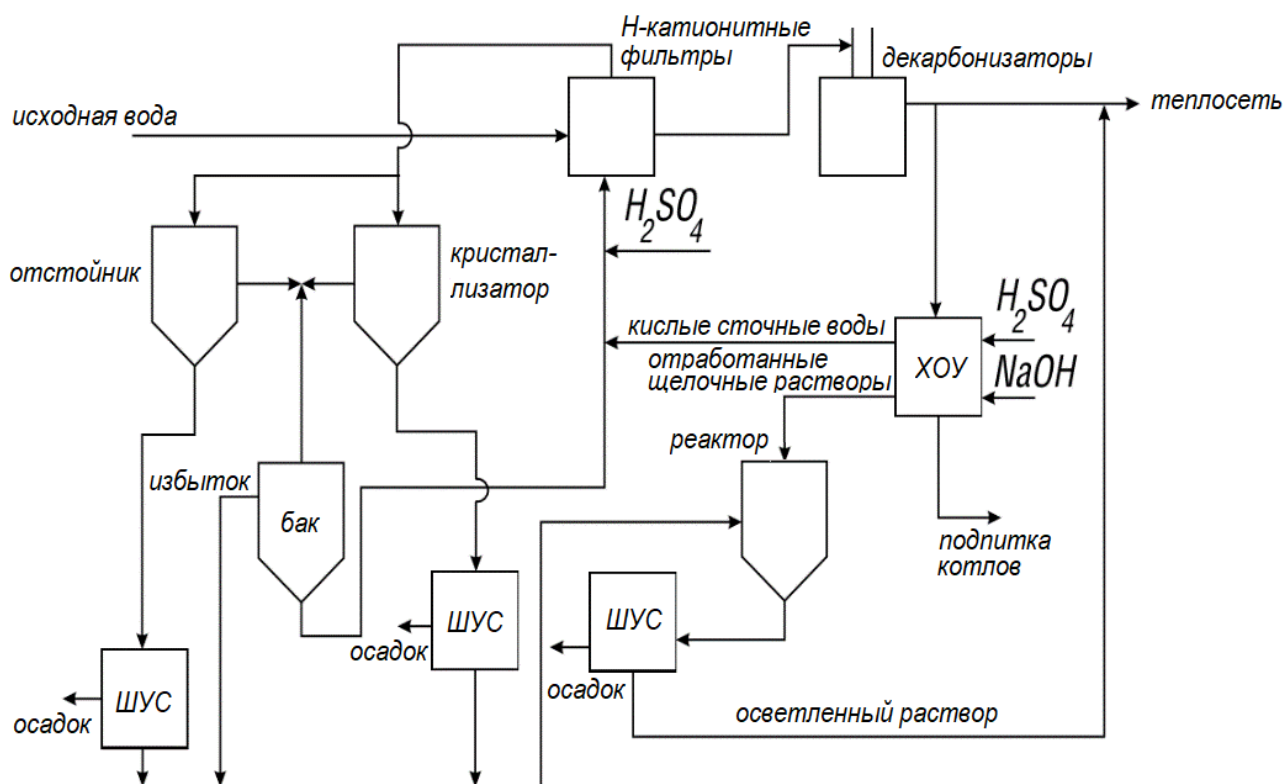 Н-катионитные
фильтры
декарбонизаторы
исходная вода
теплосеть
H2SO4
отстойник
кристал-
лизатор
H2SO4
кислые сточные воды
отработанные
щелочные растворы
ХОУ
NaOH
реактор
избыток
бак
подпитка
котлов
ШУС
осадок
ШУС
осадок
ШУС
осадок
осветленный раствор